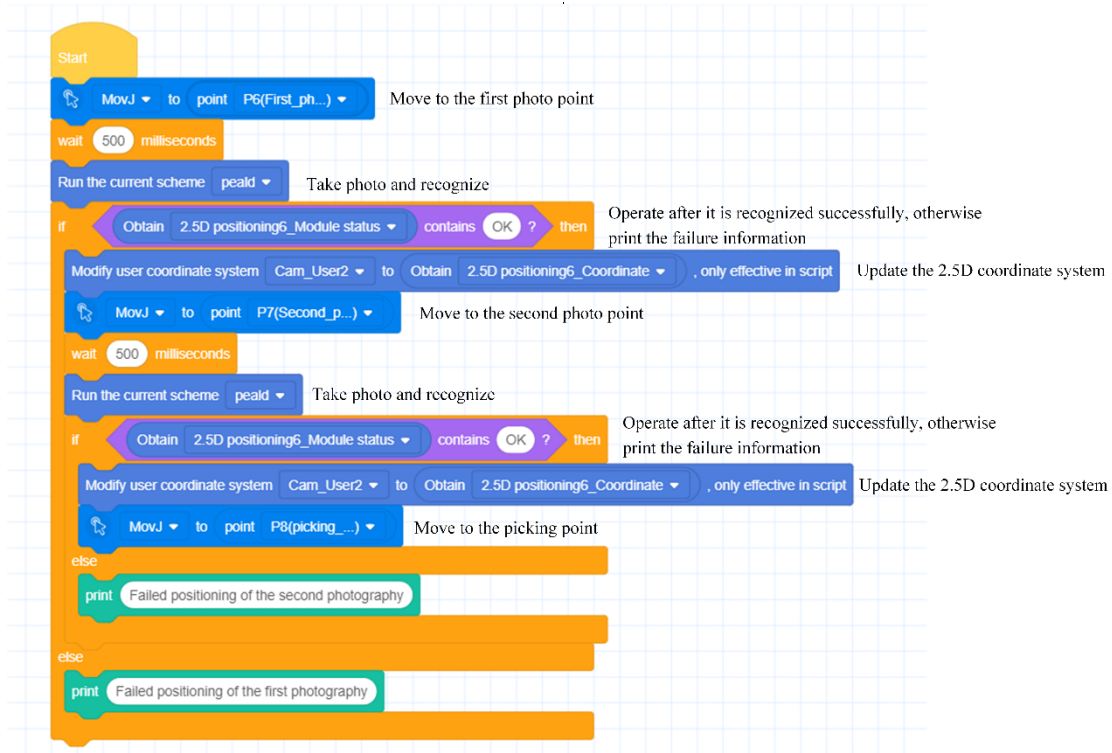 Start
MovJ to point P6(First_ph...) Move to the first photo point
wait 500 milliseconds
Run the current scheme peald Take photo and recognize
if Obtain 2.5D positioning6_Module status contains OK ? then
Operate after it is recognized successfully, otherwise
print the failure information
Modify user coordinate system Cam_User2 to Obtain 2.5D positioning6_Coordinate , only effective in script Update the 2.5D coordinate system
MovJ to point P7(Second_p...) Move to the second photo point
wait 500 milliseconds
Run the current scheme peald Take photo and recognize
if Obtain 2.5D positioning6_Module status contains OK ? then
Operate after it is recognized successfully, otherwise
print the failure information
Modify user coordinate system Cam_User2 to Obtain 2.5D positioning6_Coordinate , only effective in script Update the 2.5D coordinate system
MovJ to point P8(picking_...) Move to the picking point
else
print Failed positioning of the second photography
else
print Failed positioning of the first photography